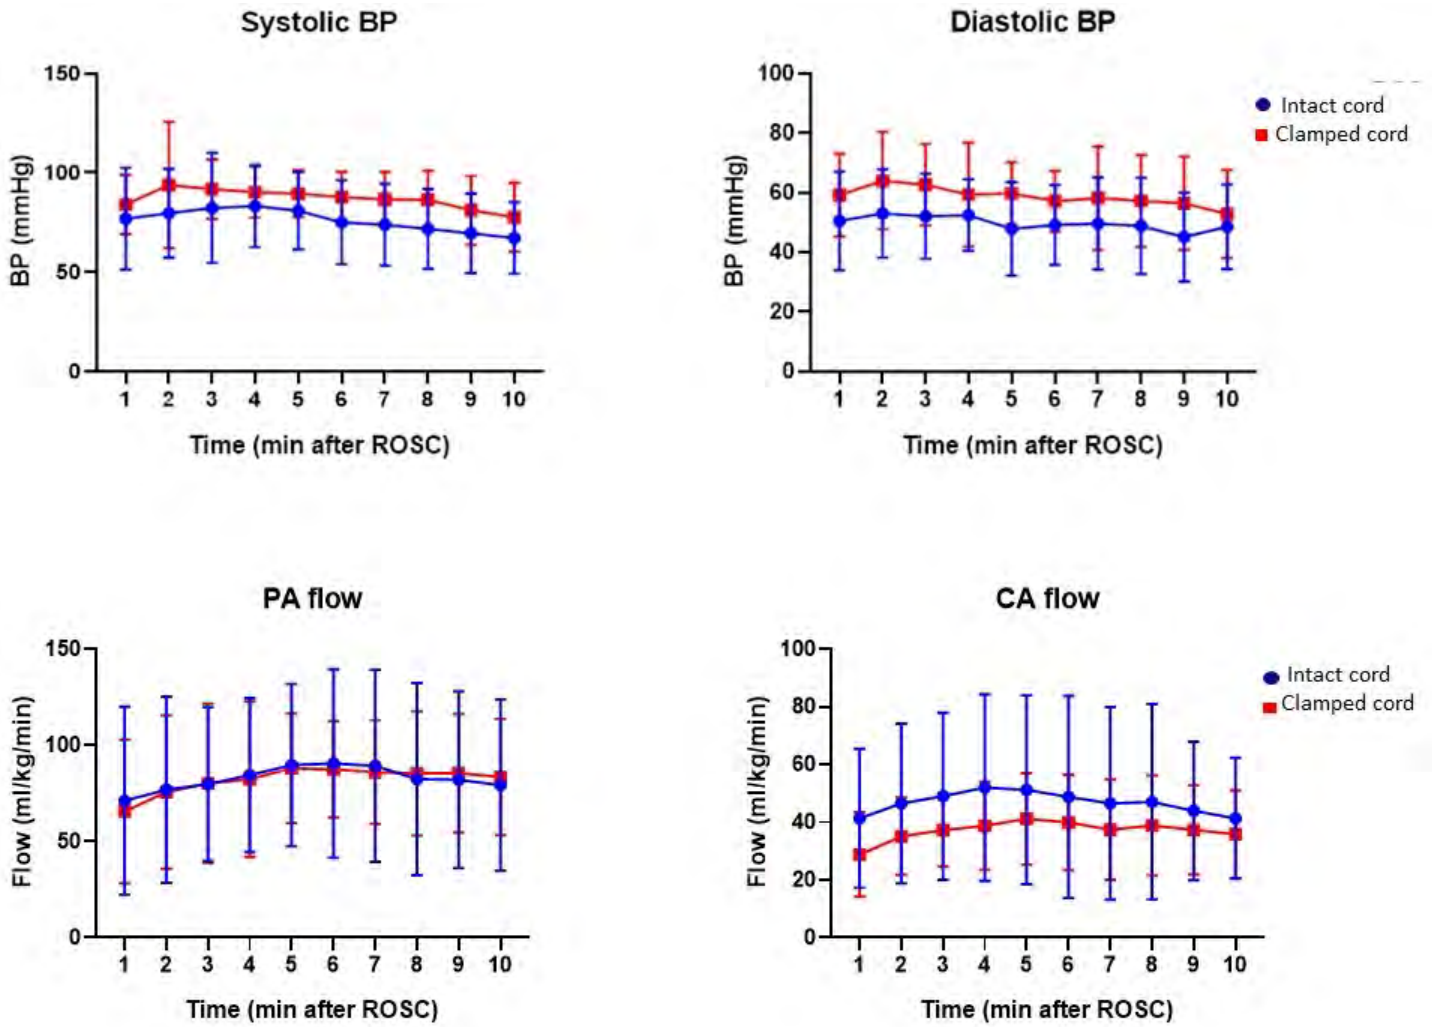 Systolic BP
150
100
50
0
BP (mmHg)
1 2 3 4 5 6 7 8 9 10
Time (min after ROSC)
Diastolic BP
100
80
60
40
20
0
BP (mmHg)
1 2 3 4 5 6 7 8 9 10
Time (min after ROSC)
Intact cord
Clamped cord
PA flow
150
100
50
0
Flow (ml/kg/min)
1 2 3 4 5 6 7 8 9 10
Time (min after ROSC)
CA flow
100
80
60
40
20
0
Flow (ml/kg/min)
1 2 3 4 5 6 7 8 9 10
Time (min after ROSC)
Intact cord
Clamped cord